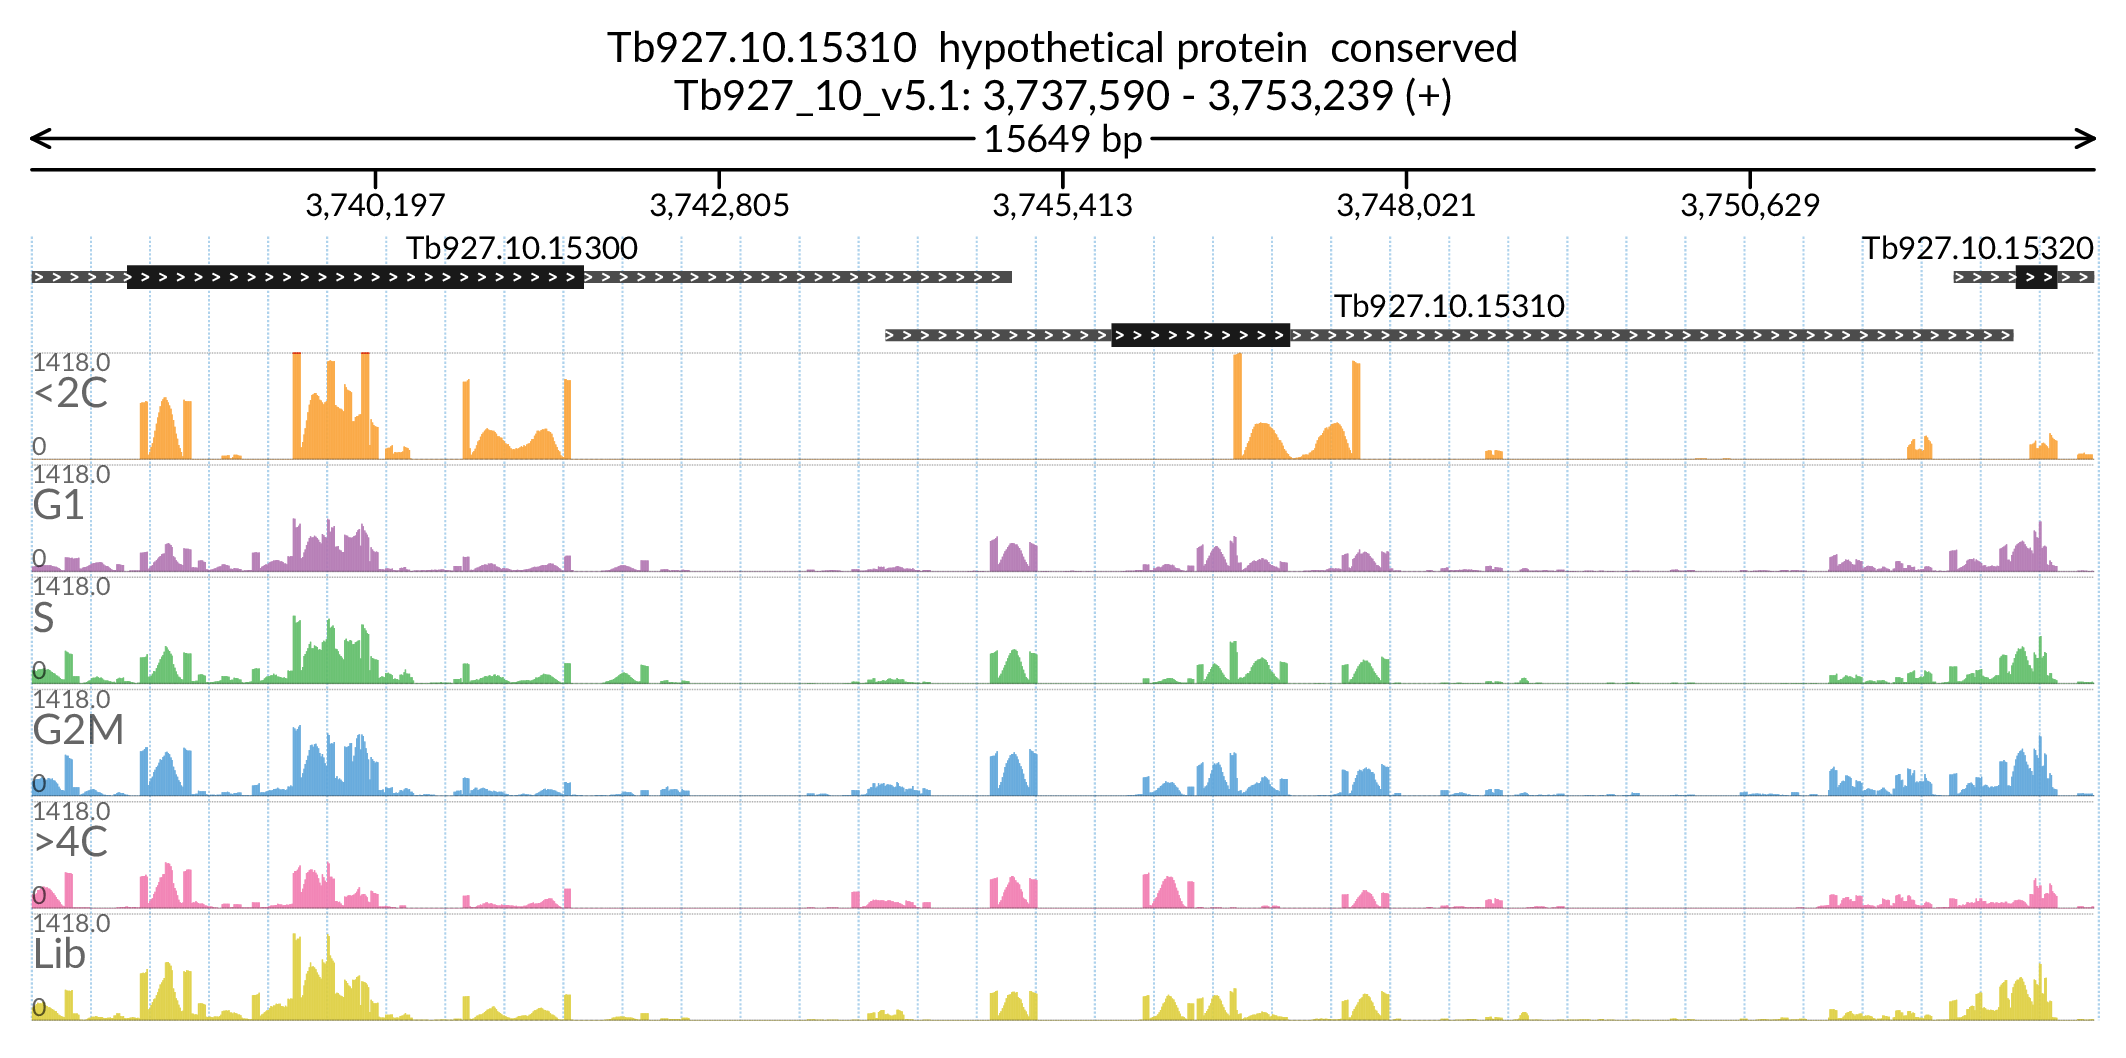 Tb927.10.15310 hypothetical protein conserved
Tb927_10_v5.1: 3,737,590 - 3,753,239 (+)
15649 bp
3,740,197 3,742,805 3,745,413 3,748,021 3,750,629
Tb927.10.15300 Tb927.10.15320
Tb927.10.15310
1418.0
<2C
0
1418.0
G1
0
1418.0
S
0
1418.0
G2M
0
1418.0
>4C
0
1418.0
Lib
0